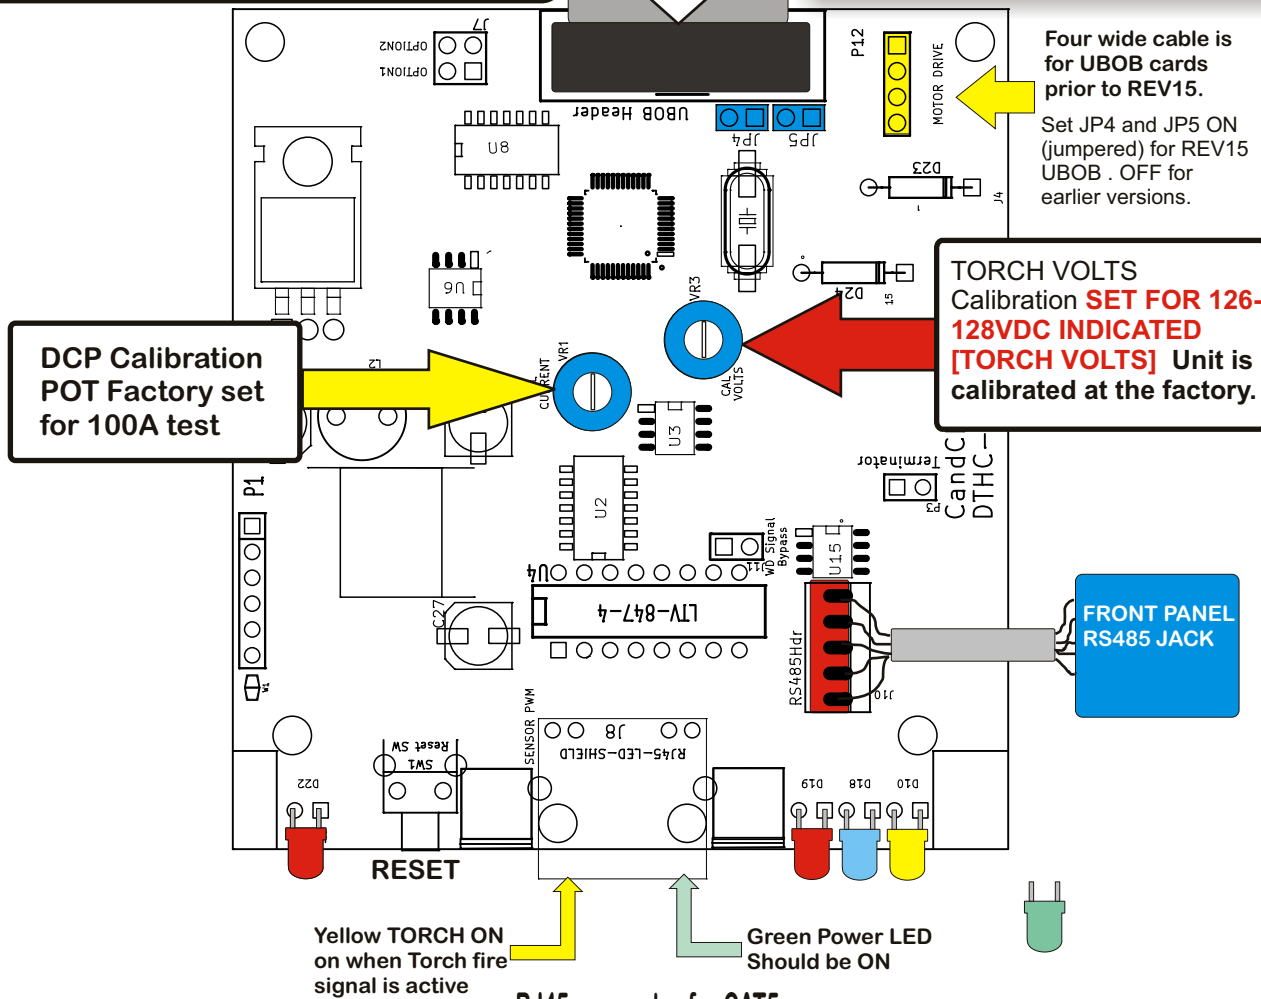 J7
OPTION2
OPTION1
UBOB Header
JP4
JP5
P12
MOTOR DRIVE
Four wide cable is
for UBOB cards
prior to REV15.
Set JP4 and JP5 ON
(jumpered) for REV15
UBOB . OFF for
earlier versions.
U8
D23
1
J4
U6
VR3
D24
15
TORCH VOLTS
Calibration SET FOR 126-
128VDC INDICATED
[TORCH VOLTS] Unit is
calibrated at the factory.
DCP Calibration
POT Factory set
for 100A test
L2
CURRENT
VR1
CAL
VOLTS
U3
Terminator
P3
CandC
DTHC-
P1
U2
WD Signal
Bypass
J11
U15
U4
LTV-847-4
C27
RS485Hdr
J10
FRONT PANEL
RS485 JACK
W1
SENSOR PWM
J8
RJ45-LED-SHIELD
Reset SW
SW1
D22
D19
D18
D10
RESET
Yellow TORCH ON
on when Torch fire
signal is active
Green Power LED
Should be ON